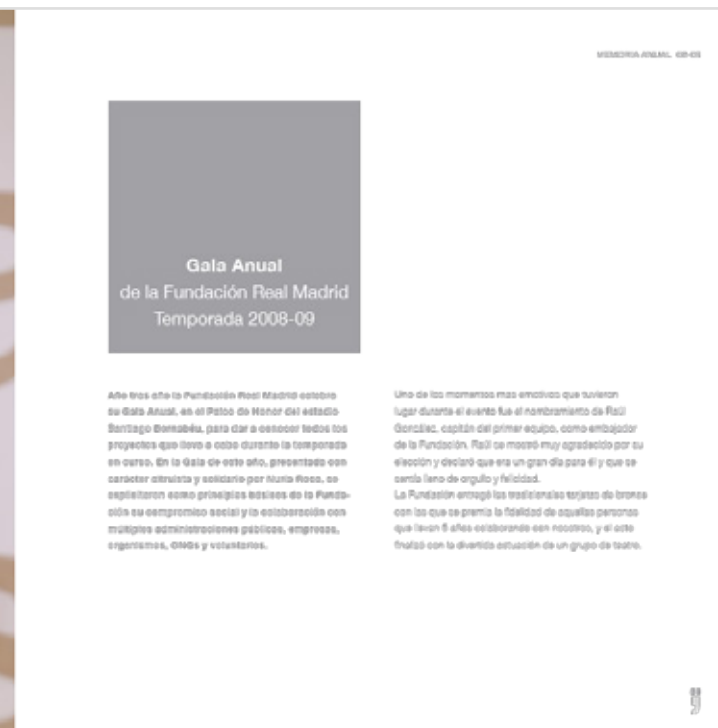 MEMORIA ANUAL 08-09
Gala Anual
de la Fundación Real Madrid
Temporada 2008-09
Año tras año la Fundación Real Madrid celebra
su Gala Anual, en el Palco de Honor del estadio
Santiago Bernabéu, para dar a conocer todos los
proyectos que lleva a cabo durante la temporada
en curso. En la Gala de este año, presentada con
carácter altruista y solidario por Nuria Roca, se
explicitaron como principios básicos de la Funda-
ción su compromiso social y la colaboración con
múltiples administraciones públicas, empresas,
organismos, ONGs y voluntarios.
Uno de los momentos mas emotivos que tuvieron
lugar durante el evento fue el nombramiento de Raúl
González, capitán del primer equipo, como embajador
de la Fundación. Raúl se mostró muy agradecido por su
elección y declaró que era un gran día para él y que se
sentía lleno de orgullo y felicidad.
La Fundación entregó las tradicionales tarjetas de bronce
con las que se premia la fidelidad de aquellas personas
que llevan 5 años colaborando con nosotros, y el acto
finalizó con la divertida actuación de un grupo de teatro.